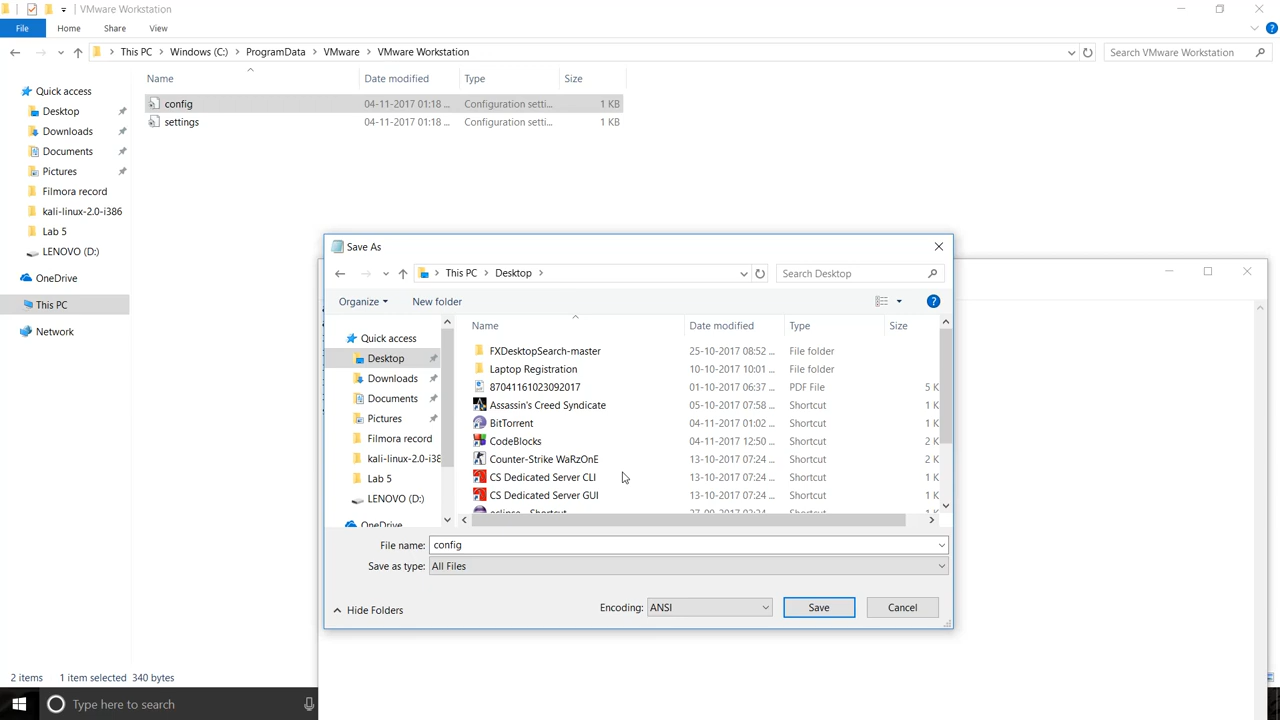 VMware Workstation
File Home Share View
This PC Windows (C:) ProgramData VMware VMware Workstation
Search VMware Workstation
Name Date modified Type Size
config 04-11-2017 01:18 ... Configuration setti... 1 KB
settings 04-11-2017 01:18 ... Configuration setti... 1 KB
Quick access
Desktop
Downloads
Documents
Pictures
Filmora record
kali-linux-2.0-i386
Lab 5
LENOVO (D:)
OneDrive
This PC
Network
Save As
This PC Desktop
Search Desktop
Organize New folder
Quick access
Desktop
Downloads
Documents
Pictures
Filmora record
kali-linux-2.0-i38
Lab 5
LENOVO (D:)
OneDrive
Name Date modified Type Size
FXDesktopSearch-master 25-10-2017 08:52 ... File folder
Laptop Registration 10-10-2017 10:01 ... File folder
87041161023092017 01-10-2017 06:37 ... PDF File 5 K
Assassin's Creed Syndicate 05-10-2017 07:58 ... Shortcut 1 K
BitTorrent 04-11-2017 01:02 ... Shortcut 1 K
CodeBlocks 04-11-2017 12:50 ... Shortcut 2 K
Counter-Strike WaRzOnE 13-10-2017 07:24 ... Shortcut 2 K
CS Dedicated Server CLI 13-10-2017 07:24 ... Shortcut 1 K
CS Dedicated Server GUI 13-10-2017 07:24 ... Shortcut 1 K
eclipse - Shortcut
File name: config
Save as type: All Files
Hide Folders
Encoding: ANSI
Save Cancel
2 items 1 item selected 340 bytes
Type here to search